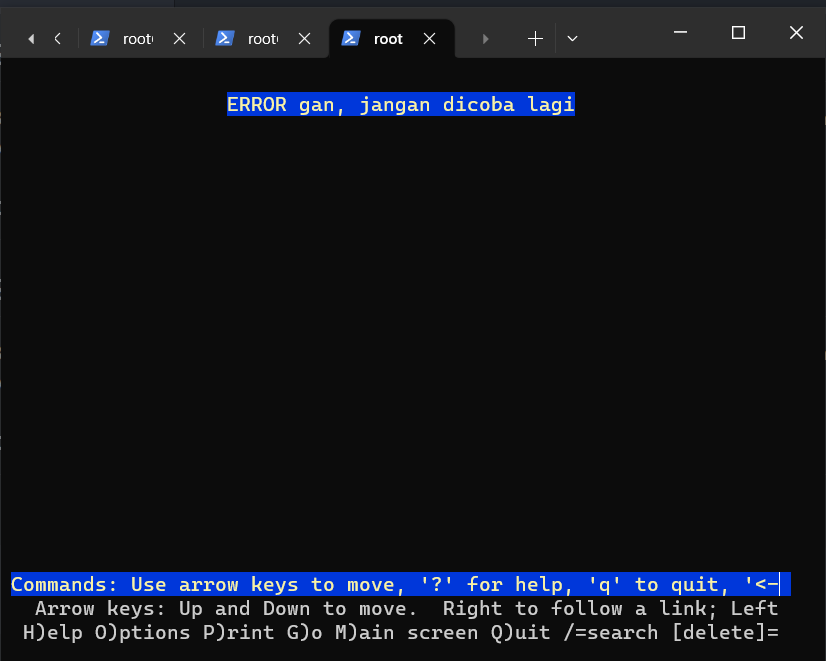 root
root
root
ERROR gan, jangan dicoba lagi
Commands: Use arrow keys to move, '?' for help, 'q' to quit, '<-
Arrow keys: Up and Down to move.  Right to follow a link; Left
H)elp O)ptions P)rint G)o M)ain screen Q)uit /=search [delete]=